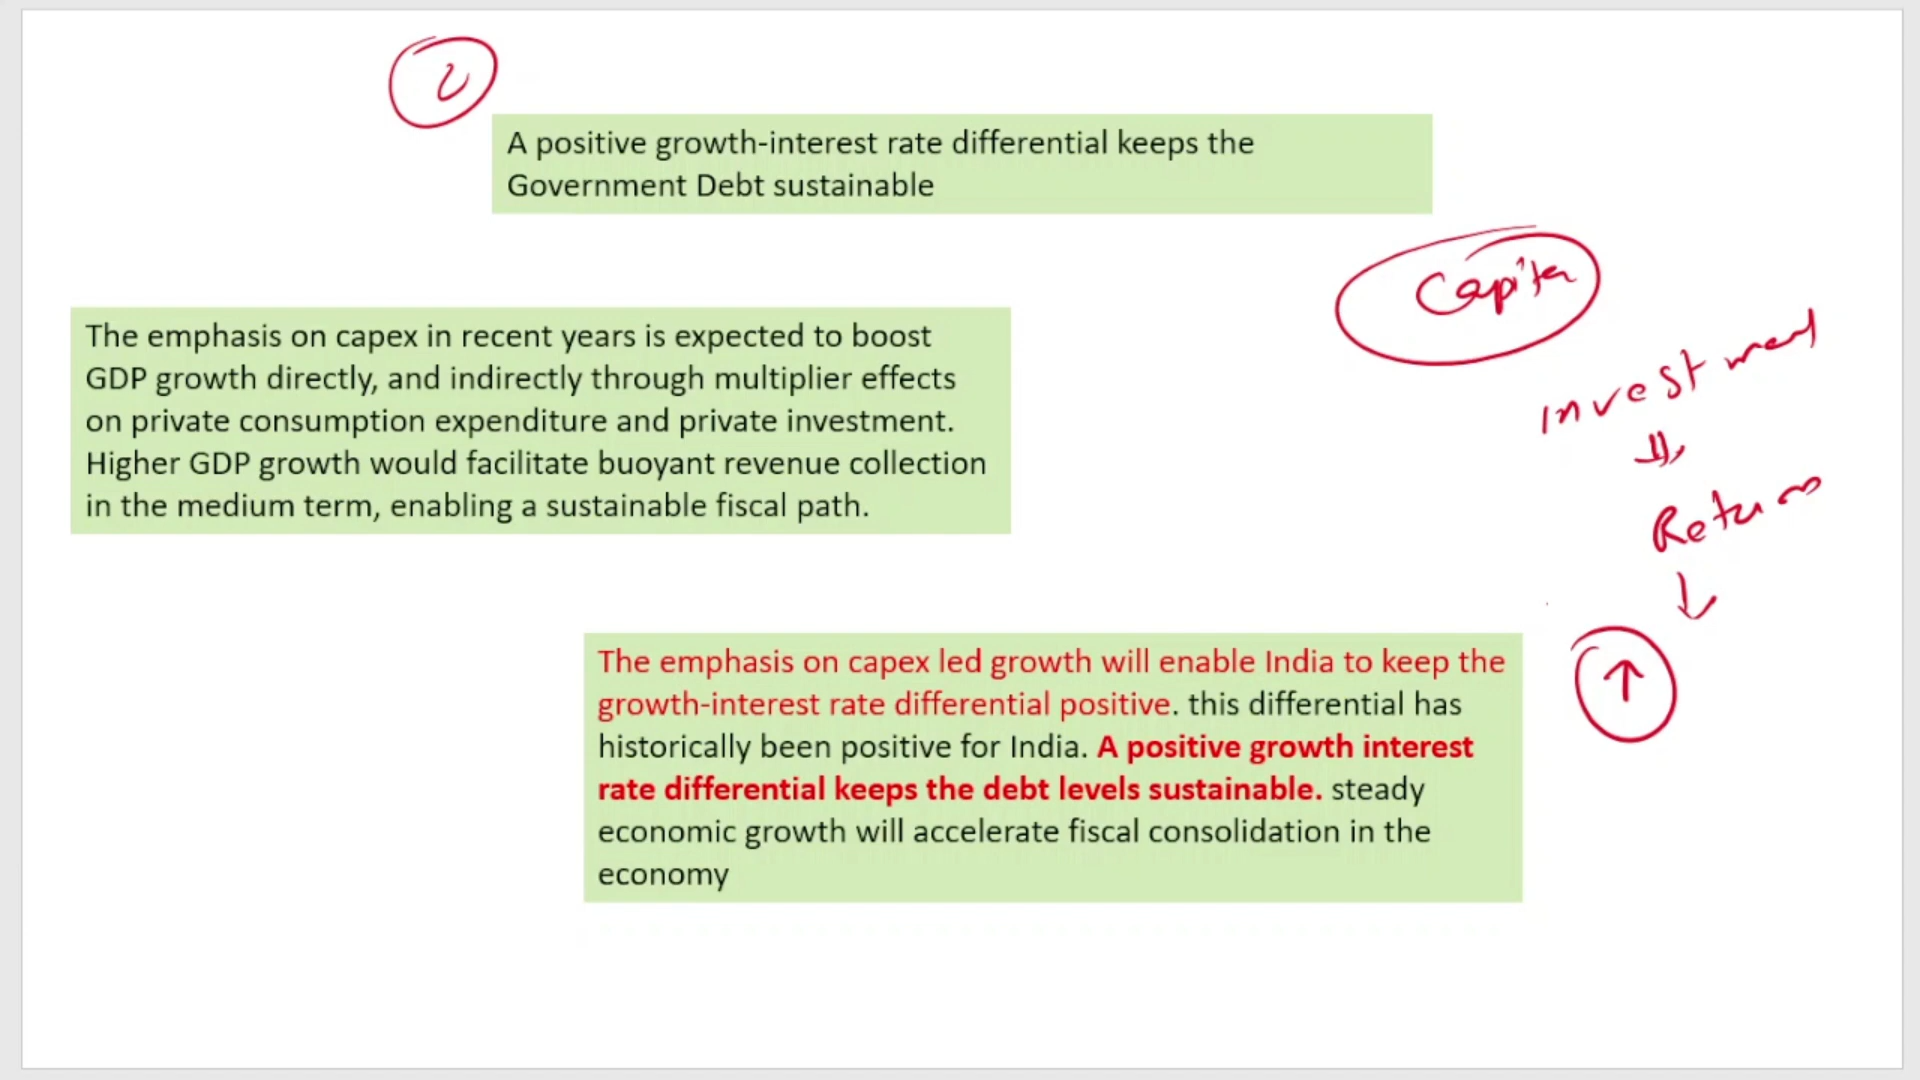 A positive growth-interest rate differential keeps the
Government Debt sustainable
Capita
Investment
Return
The emphasis on capex in recent years is expected to boost
GDP growth directly, and indirectly through multiplier effects
on private consumption expenditure and private investment.
Higher GDP growth would facilitate buoyant revenue collection
in the medium term, enabling a sustainable fiscal path.
The emphasis on capex led growth will enable India to keep the
growth-interest rate differential positive. this differential has
historically been positive for India. A positive growth interest
rate differential keeps the debt levels sustainable. steady
economic growth will accelerate fiscal consolidation in the
economy